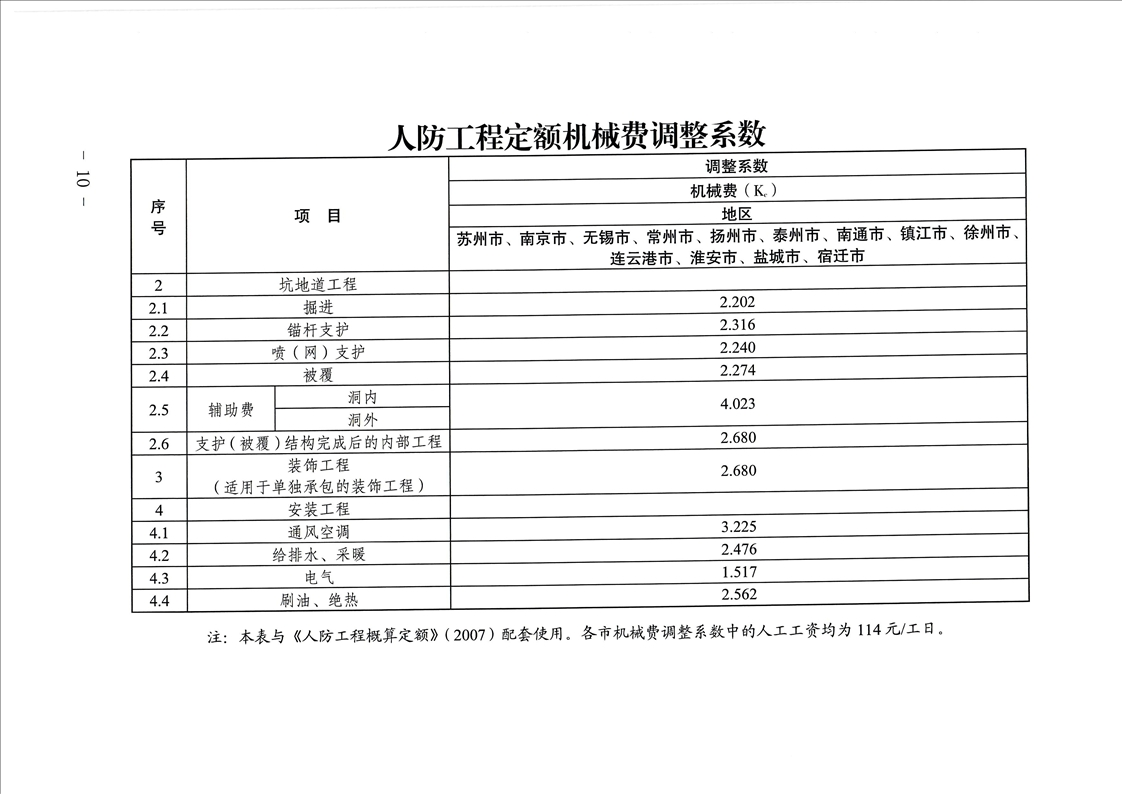 人防工程定额机械费调整系数
－ 10 －
序号
项 目
调整系数
机械费（Kc）
地区
苏州市、南京市、无锡市、常州市、扬州市、泰州市、南通市、镇江市、徐州市、
连云港市、淮安市、盐城市、宿迁市
2 坑地道工程
2.1 掘进 2.202
2.2 锚杆支护 2.316
2.3 喷（网）支护 2.240
2.4 被覆 2.274
2.5 辅助费 洞内 4.023
洞外
2.6 支护（被覆）结构完成后的内部工程 2.680
3 装饰工程 2.680
（适用于单独承包的装饰工程）
4 安装工程
4.1 通风空调 3.225
4.2 给排水、采暖 2.476
4.3 电气 1.517
4.4 刷油、绝热 2.562
注：本表与《人防工程概算定额》（2007）配套使用。各市机械费调整系数中的人工工资均为 114 元/工日。